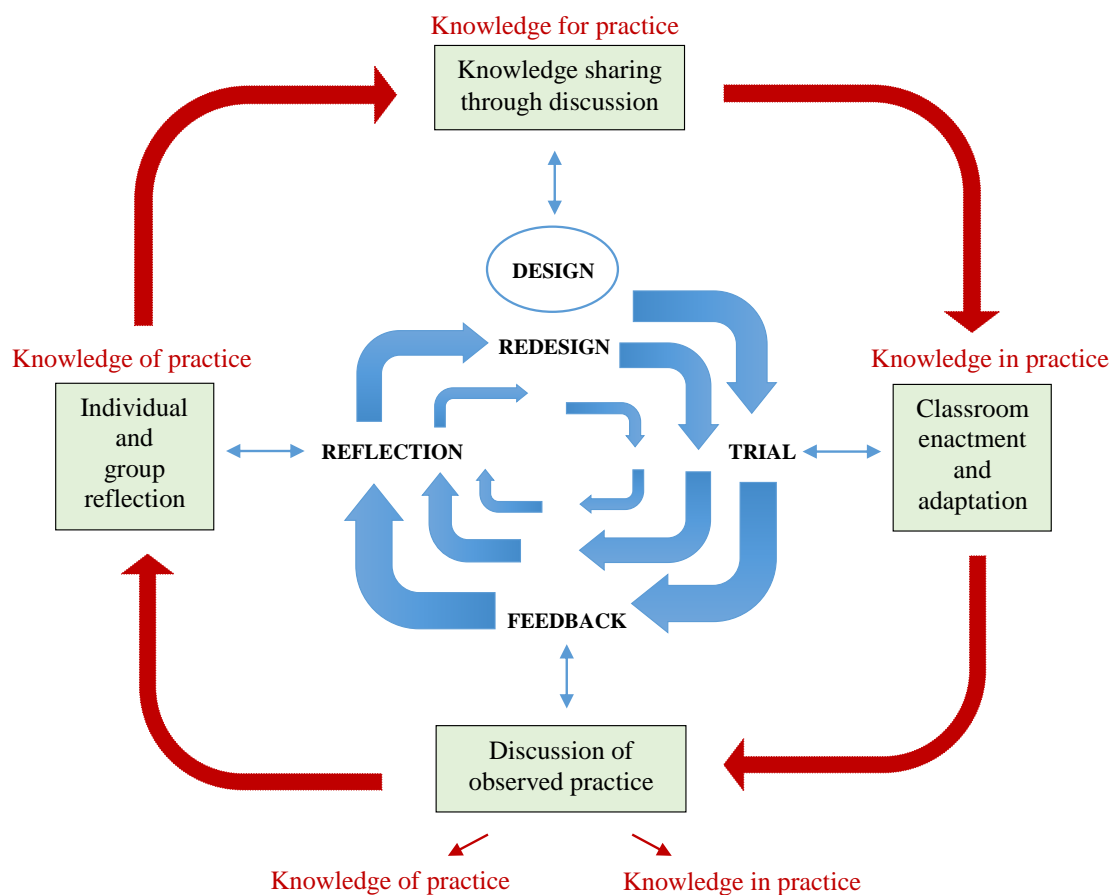 Knowledge for practice
Knowledge sharing
through discussion
DESIGN
REDESIGN
Knowledge of practice
Individual
and
group
reflection
REFLECTION
TRIAL
Knowledge in practice
Classroom
enactment
and
adaptation
FEEDBACK
Discussion of
observed practice
Knowledge of practice
Knowledge in practice